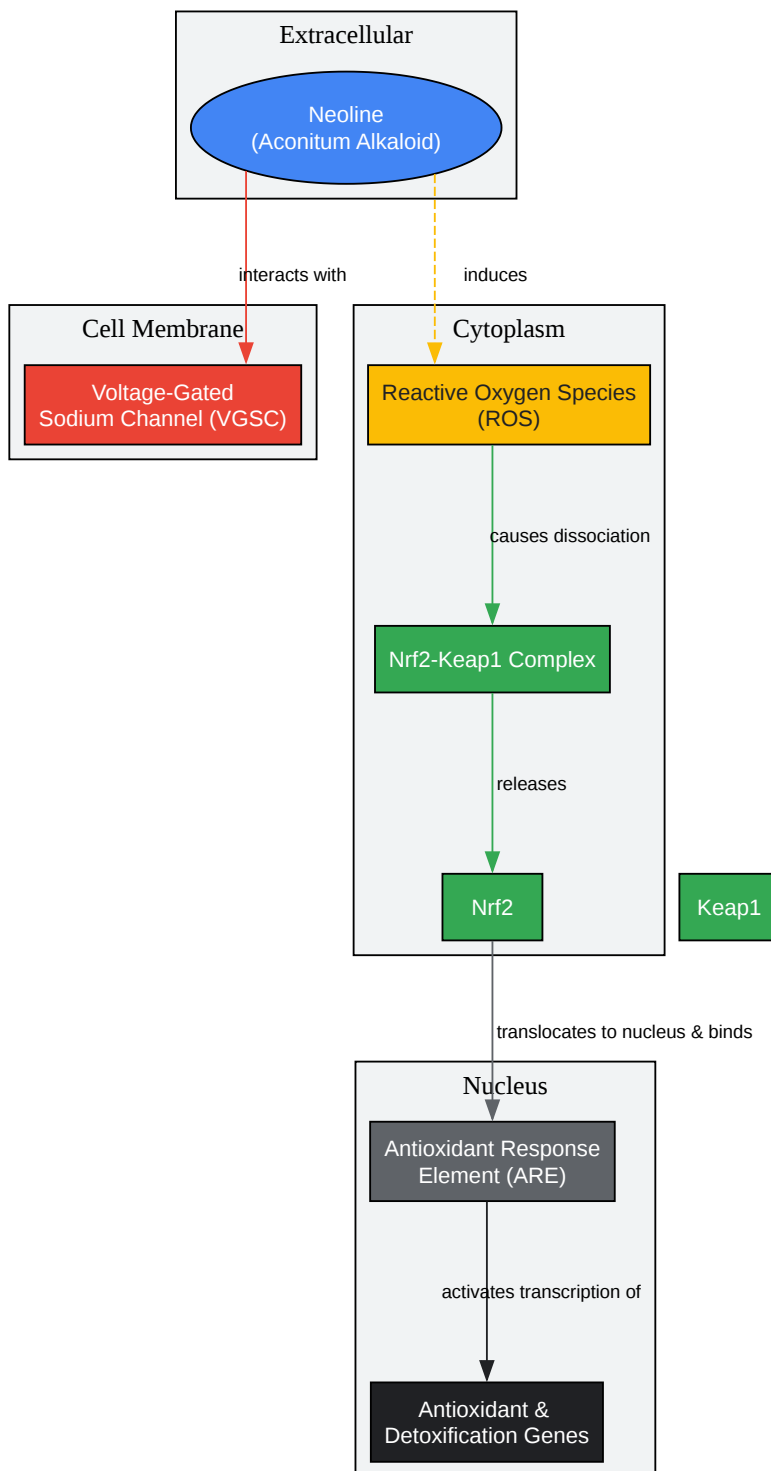 Extracellular
Neoline
(Aconitum Alkaloid)
interacts with
induces
Cell Membrane
Cytoplasm
Voltage-Gated
Sodium Channel (VGSC)
Reactive Oxygen Species
(ROS)
causes dissociation
Nrf2-Keap1 Complex
releases
Nrf2
Keap1
translocates to nucleus & binds
Nucleus
Antioxidant Response
Element (ARE)
activates transcription of
Antioxidant &
Detoxification Genes